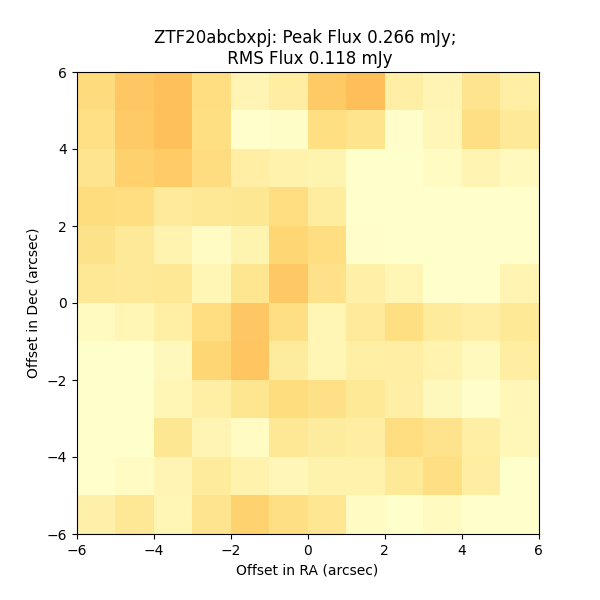 ZTF20abcbxpj: Peak Flux 0.266 mJy;
RMS Flux 0.118 mJy
6
4
2
0
−2
−4
−6
Offset in Dec (arcsec)
−6 −4 −2 0 2 4 6
Offset in RA (arcsec)